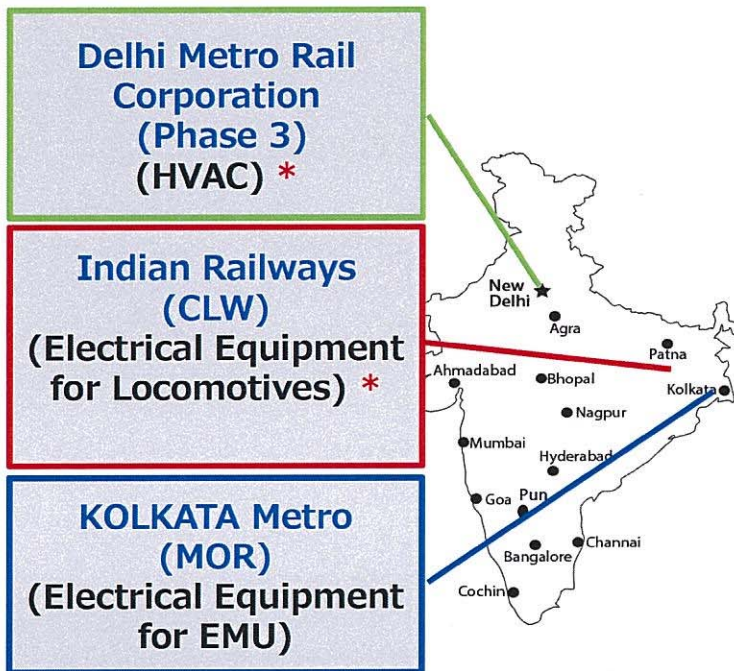 Delhi Metro Rail
Corporation
(Phase 3)
(HVAC) *
Indian Railways
(CLW)
(Electrical Equipment
for Locomotives) *
KOLKATA Metro
(MOR)
(Electrical Equipment
for EMU)
New
Delhi
Agra
Patna
Ahmadabad
Bhopal
Kolkata
Nagpur
Mumbai
Hyderabad
Goa
Pun
Bangalore
Channai
Cochin